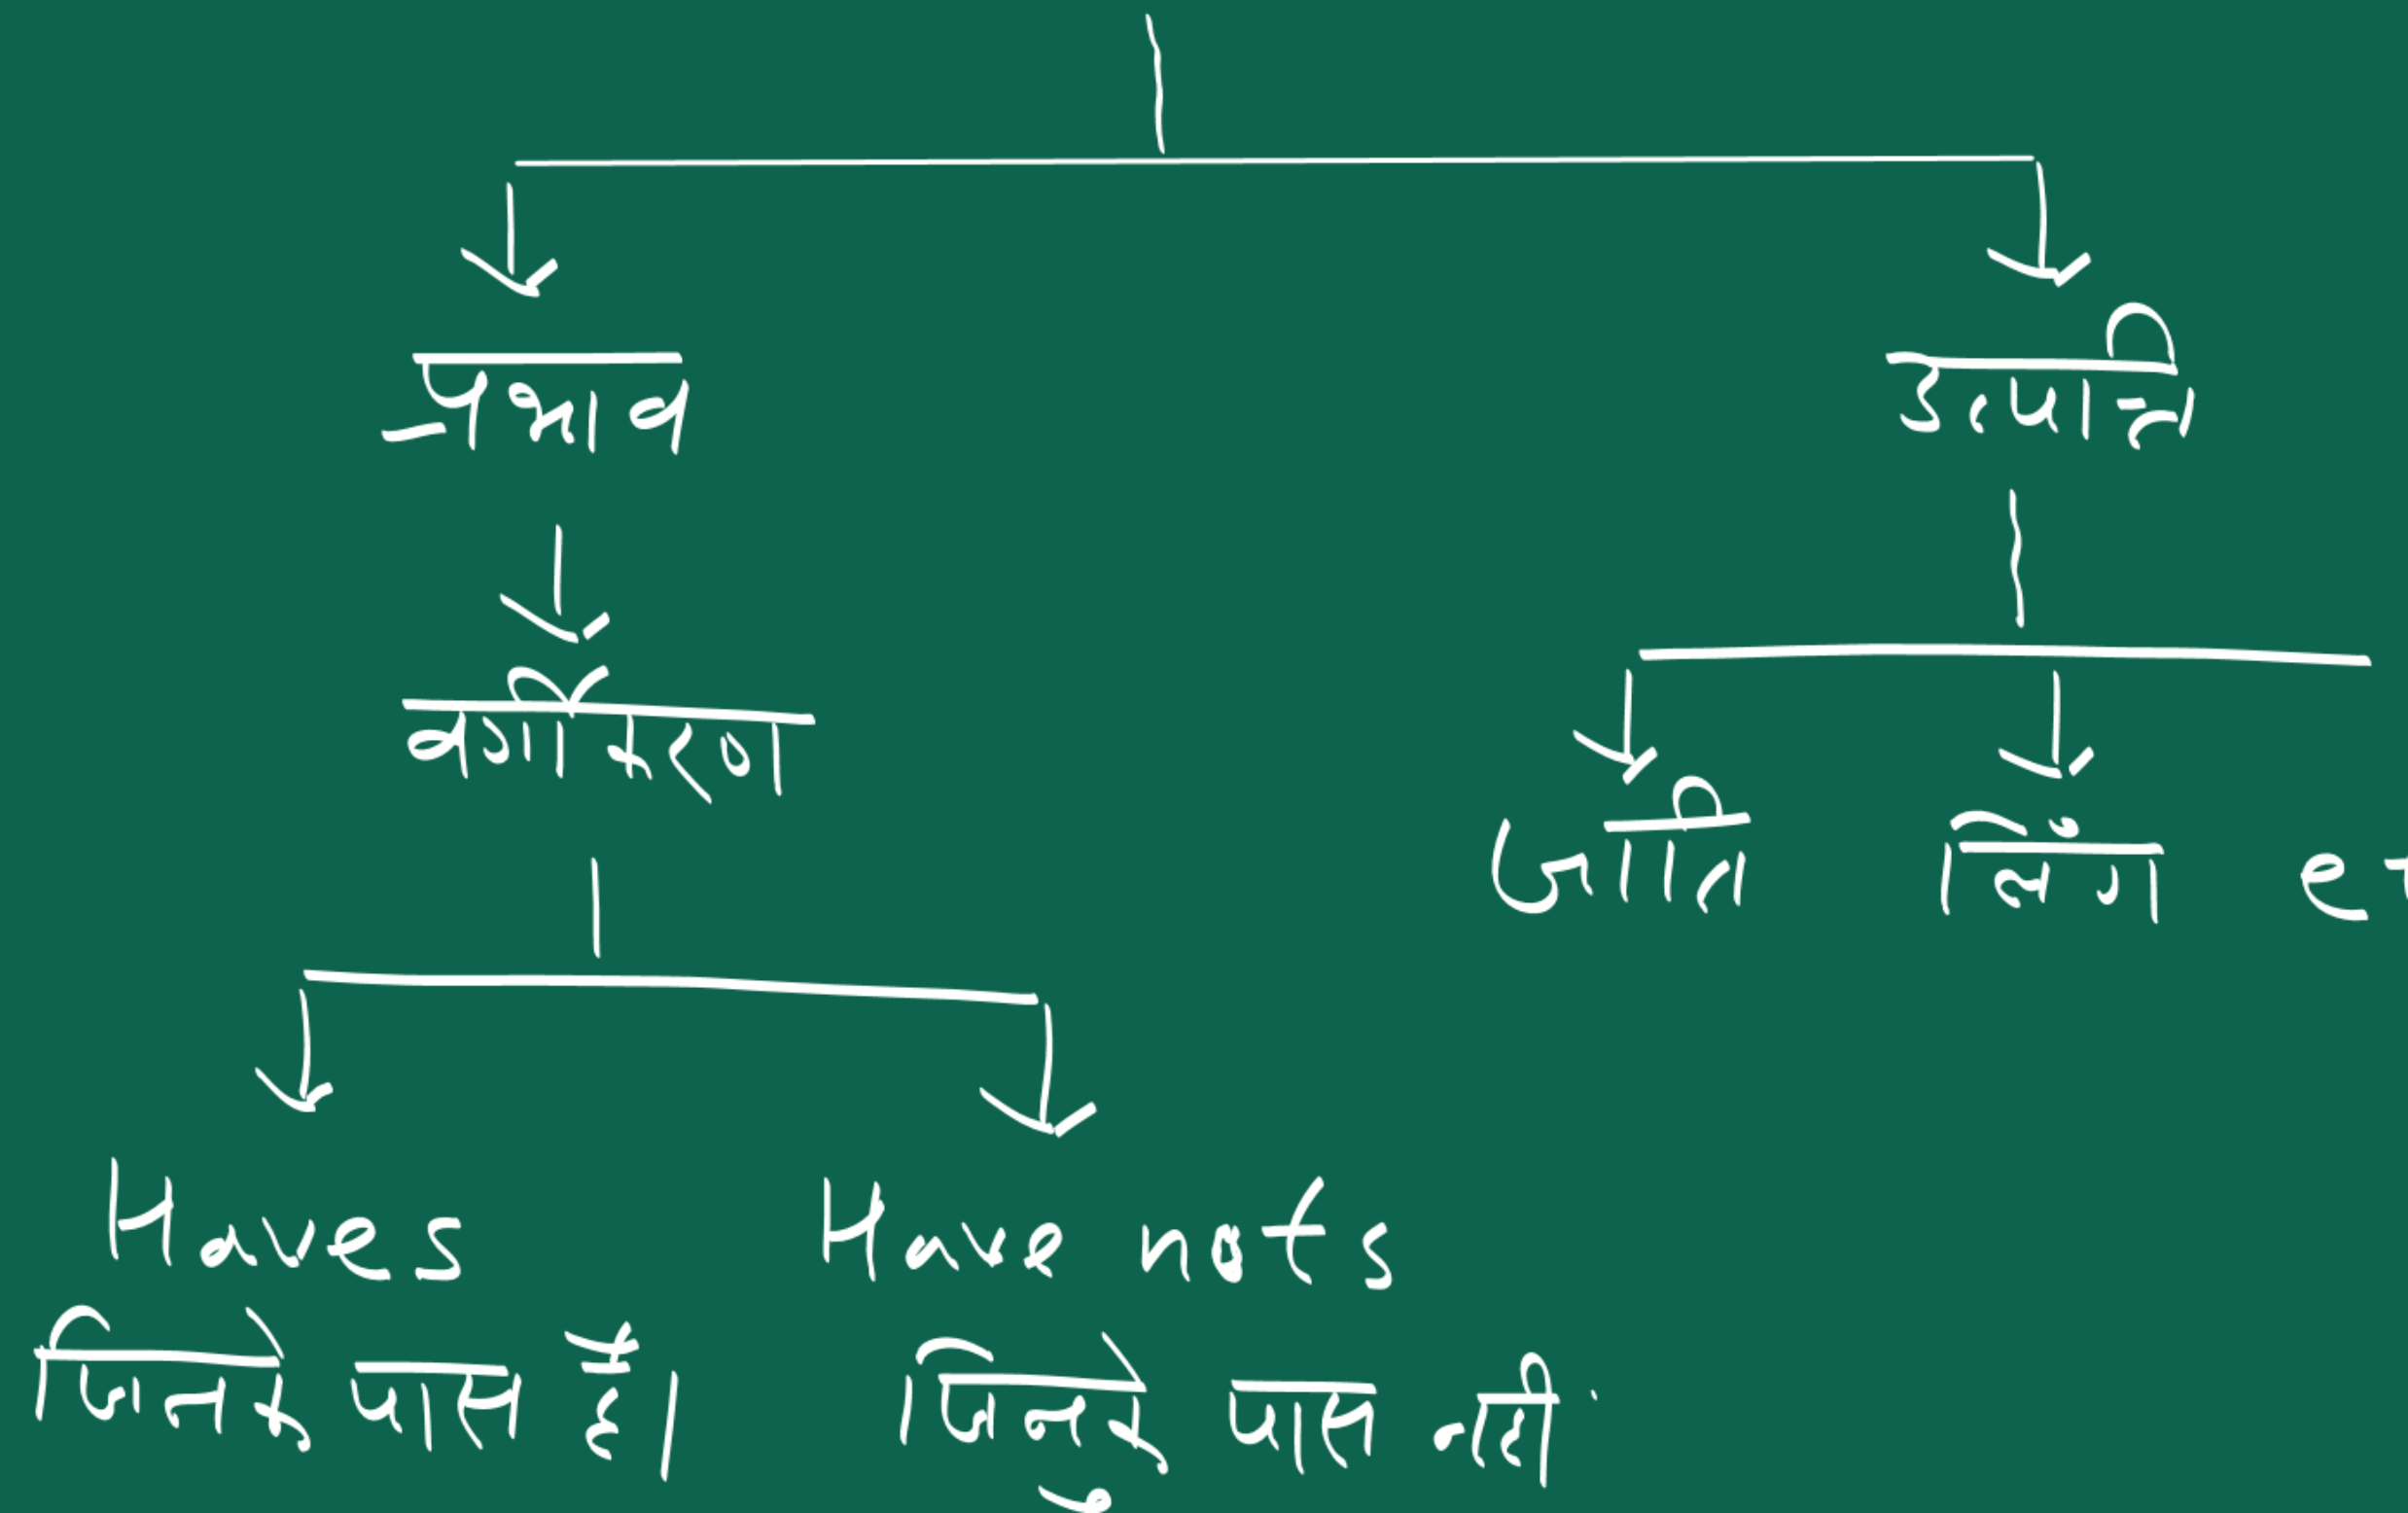 प्रभाव उत्पत्ति
वर्गीकरण
जाति लिंग
Haves Have nots
जिनके पास है। जिनके पास नहीं